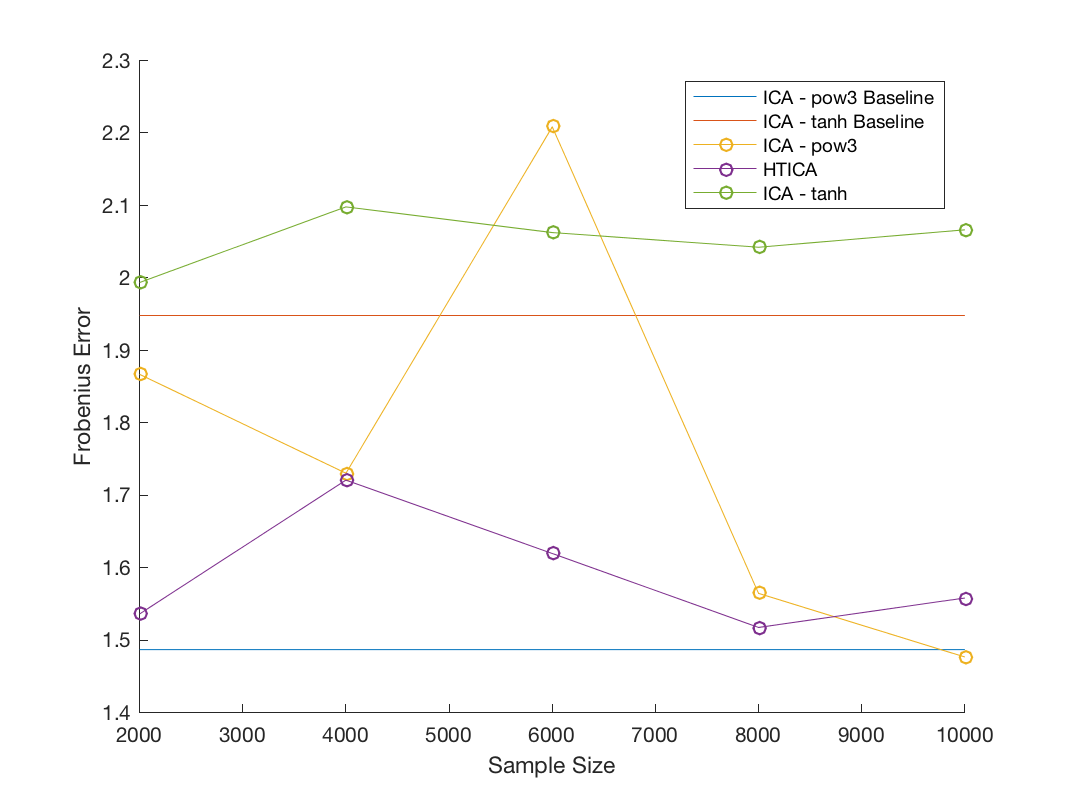 2.3
2.2
2.1
2
1.9
1.8
1.7
1.6
1.5
1.4
Frobenius Error
ICA - pow3 Baseline
ICA - tanh Baseline
ICA - pow3
HTICA
ICA - tanh
2000 3000 4000 5000 6000 7000 8000 9000 10000
Sample Size